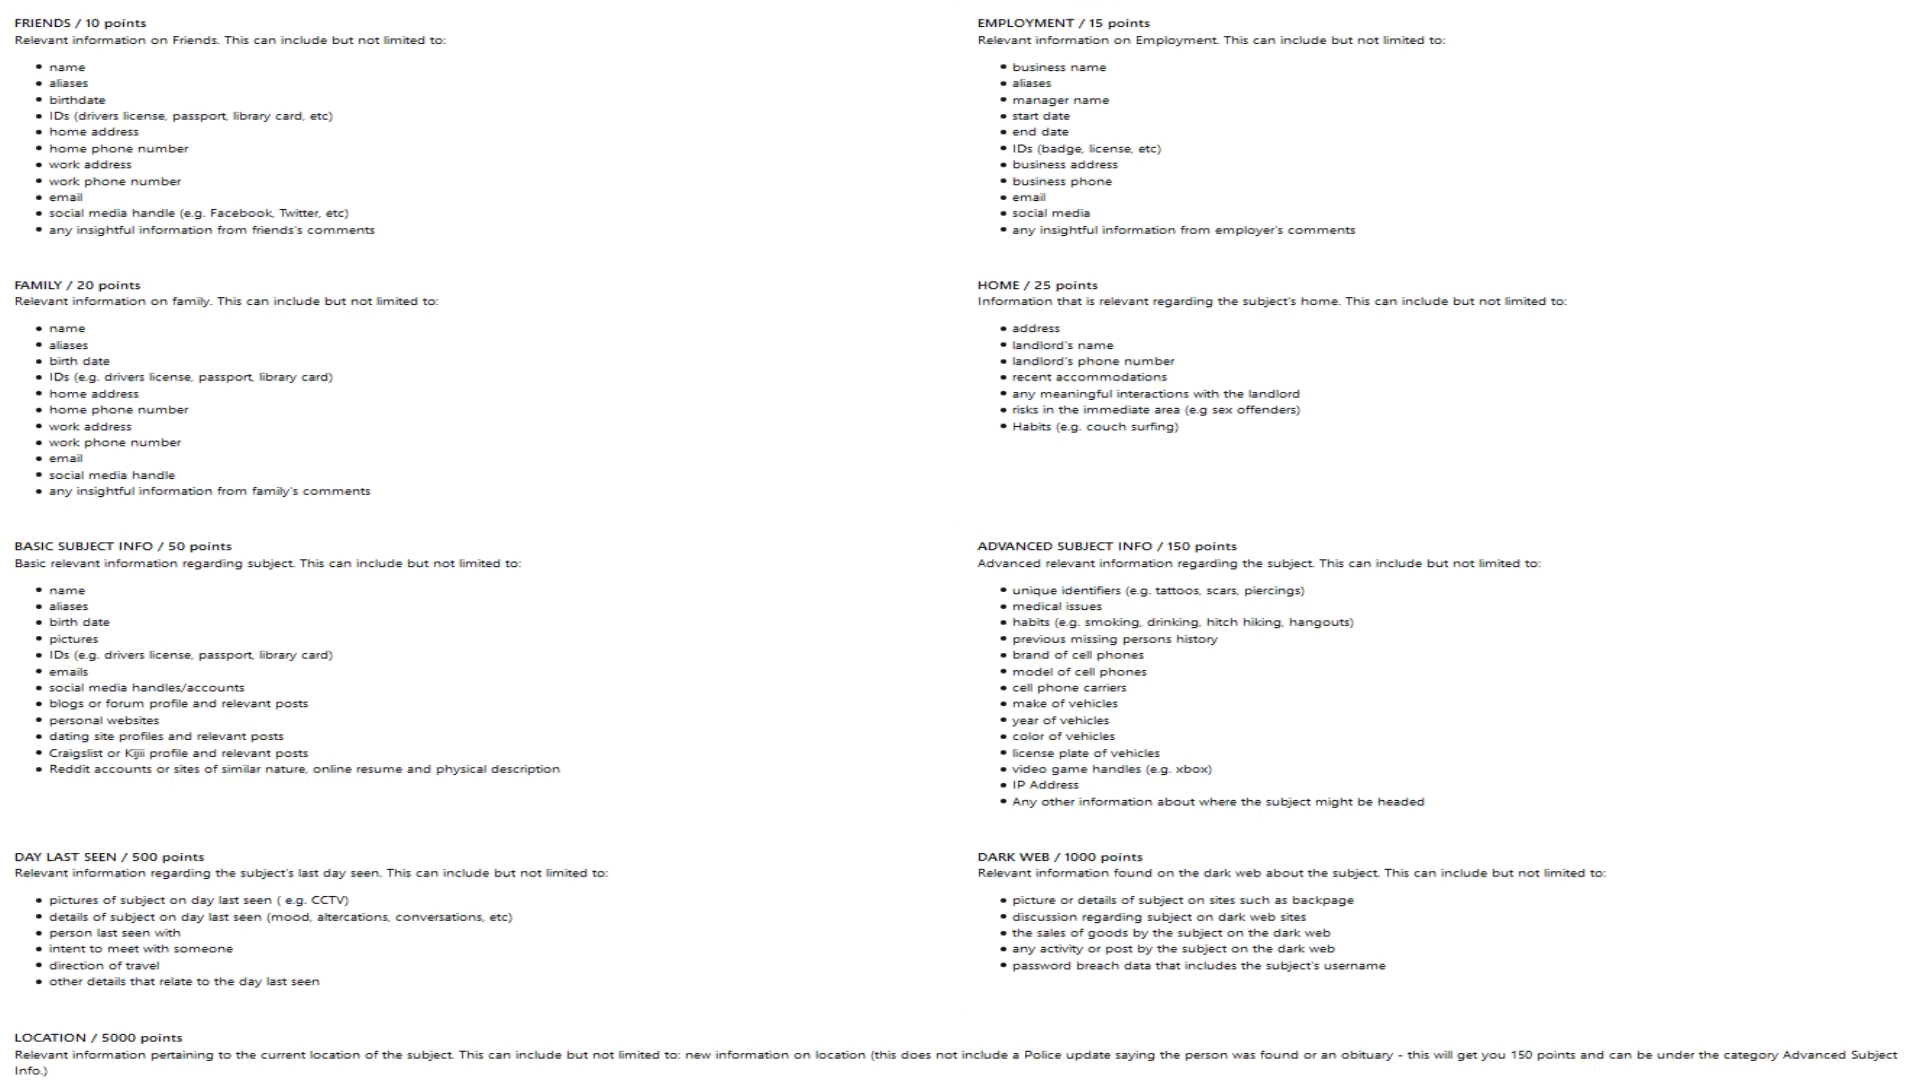 FRIENDS / 10 points
Relevant information on Friends. This can include but not limited to:
• name
• aliases
• birthdate
• IDs (drivers license, passport, library card, etc)
• home address
• home phone number
• work address
• work phone number
• email
• social media handle (e.g. Facebook, Twitter, etc)
• any insightful information from friends's comments
EMPLOYMENT / 15 points
Relevant information on Employment. This can include but not limited to:
• business name
• aliases
• manager name
• start date
• end date
• IDs (badge, license, etc)
• business address
• business phone
• email
• social media
• any insightful information from employer's comments
FAMILY / 20 points
Relevant information on family. This can include but not limited to:
• name
• aliases
• birth date
• IDs (e.g. drivers license, passport, library card)
• home address
• home phone number
• work address
• work phone number
• email
• social media handle
• any insightful information from family's comments
HOME / 25 points
Information that is relevant regarding the subject's home. This can include but not limited to:
• address
• landlord's name
• landlord's phone number
• recent accommodations
• any meaningful interactions with the landlord
• risks in the immediate area (e.g sex offenders)
• Habits (e.g. couch surfing)
BASIC SUBJECT INFO / 50 points
Basic relevant information regarding subject. This can include but not limited to:
• name
• aliases
• birth date
• pictures
• IDs (e.g. drivers license, passport, library card)
• emails
• social media handles/accounts
• blogs or forum profile and relevant posts
• personal websites
• dating site profiles and relevant posts
• Craigslist or Kijii profile and relevant posts
• Reddit accounts or sites of similar nature, online resume and physical description
ADVANCED SUBJECT INFO / 150 points
Advanced relevant information regarding the subject. This can include but not limited to:
• unique identifiers (e.g. tattoos, scars, piercings)
• medical issues
• habits (e.g. smoking, drinking, hitch hiking, hangouts)
• previous missing persons history
• brand of cell phones
• model of cell phones
• cell phone carriers
• make of vehicles
• year of vehicles
• color of vehicles
• license plate of vehicles
• video game handles (e.g. xbox)
• IP Address
• Any other information about where the subject might be headed
DAY LAST SEEN / 500 points
Relevant information regarding the subject's last day seen. This can include but not limited to:
• pictures of subject on day last seen ( e.g. CCTV)
• details of subject on day last seen (mood, altercations, conversations, etc)
• person last seen with
• intent to meet with someone
• direction of travel
• other details that relate to the day last seen
DARK WEB / 1000 points
Relevant information found on the dark web about the subject. This can include but not limited to:
• picture or details of subject on sites such as backpage
• discussion regarding subject on dark web sites
• the sales of goods by the subject on the dark web
• any activity or post by the subject on the dark web
• password breach data that includes the subject's username
LOCATION / 5000 points
Relevant information pertaining to the current location of the subject. This can include but not limited to: new information on location (this does not include a Police update saying the person was found or an obituary - this will get you 150 points and can be under the category Advanced Subject
Info.)